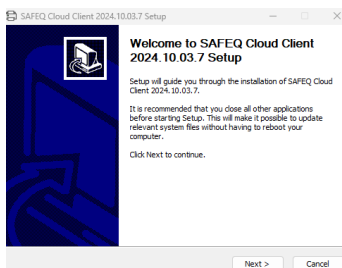 SAFEQ Cloud Client 2024.10.03.7 Setup
Welcome to SAFEQ Cloud Client
2024.10.03.7 Setup
Setup will guide you through the installation of SAFEQ Cloud
Client 2024.10.03.7.
It is recommended that you close all other applications
before starting Setup. This will make it possible to update
relevant system files without having to reboot your
computer.
Click Next to continue.
Next > Cancel